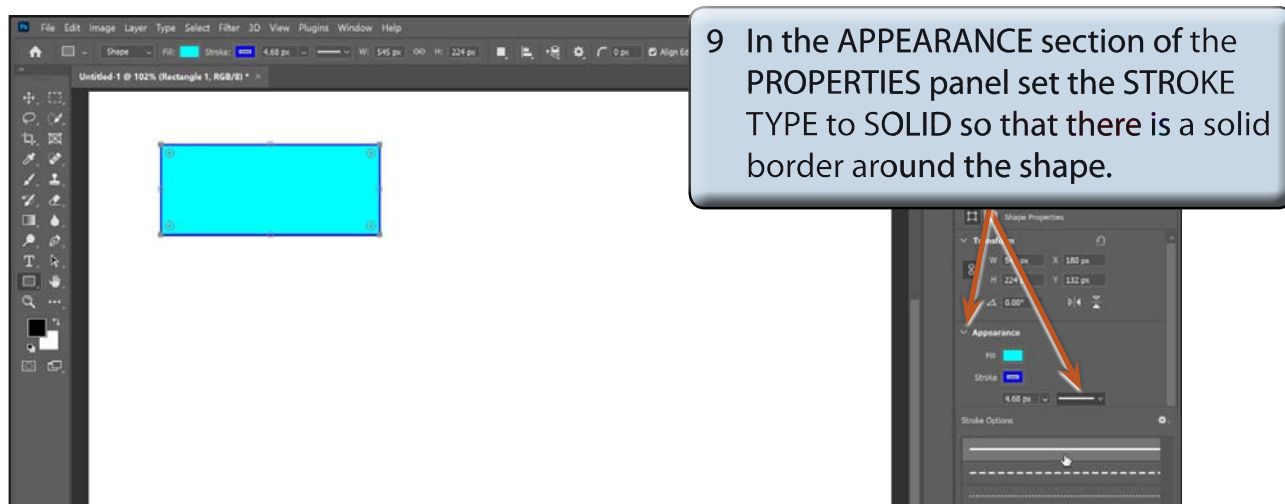 File Edit Image Layer Type Select Filter 3D View Plugins Window Help
Shape Fill: Stroke: 4.68 px W: 545 px H: 224 px 0 px Align Ed
Untitled-1 @ 102% (Rectangle 1, RGB/8) * ×
9 In the APPEARANCE section of the
PROPERTIES panel set the STROKE
TYPE to SOLID so that there is a solid
border around the shape.
Shape Properties
W px X 180 px
H 224 Y 132 px
0.00°
Appearance
Fill
Stroke
4.68 px
Stroke Options